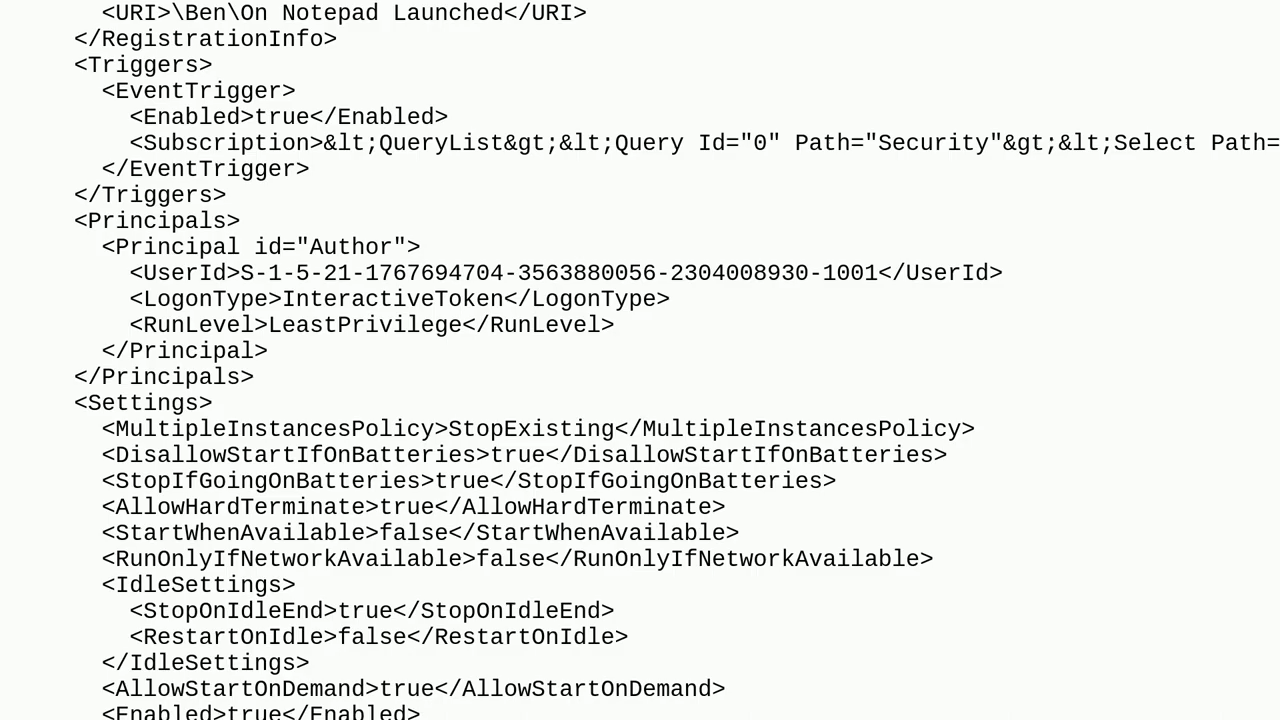 <URI>\Ben\On Notepad Launched</URI>
</RegistrationInfo>
<Triggers>
<EventTrigger>
<Enabled>true</Enabled>
<Subscription>&lt;QueryList&gt;&lt;Query Id="0" Path="Security"&gt;&lt;Select Path=
</EventTrigger>
</Triggers>
<Principals>
<Principal id="Author">
<UserId>S-1-5-21-1767694704-3563880056-2304008930-1001</UserId>
<LogonType>InteractiveToken</LogonType>
<RunLevel>LeastPrivilege</RunLevel>
</Principal>
</Principals>
<Settings>
<MultipleInstancesPolicy>StopExisting</MultipleInstancesPolicy>
<DisallowStartIfOnBatteries>true</DisallowStartIfOnBatteries>
<StopIfGoingOnBatteries>true</StopIfGoingOnBatteries>
<AllowHardTerminate>true</AllowHardTerminate>
<StartWhenAvailable>false</StartWhenAvailable>
<RunOnlyIfNetworkAvailable>false</RunOnlyIfNetworkAvailable>
<IdleSettings>
<StopOnIdleEnd>true</StopOnIdleEnd>
<RestartOnIdle>false</RestartOnIdle>
</IdleSettings>
<AllowStartOnDemand>true</AllowStartOnDemand>
<Enabled>true</Enabled>